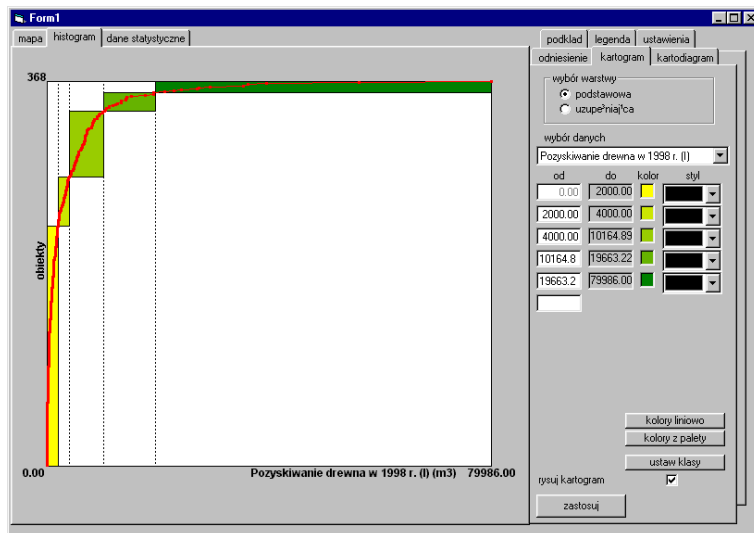 Form1
mapa histogram dane statystyczne
podkład legenda ustawienia
odniesienie kartogram kartodiagram
368
obiekty
0.00 Pozyskiwanie drewna w 1998 r. (l) (m3) 79986.00
wybór warstwy
podstawowa
uzupe³niaj¹ca
wybór danych
Pozyskiwanie drewna w 1998 r. (l)
od do kolor styl
0.00 2000.00
2000.00 4000.00
4000.00 10164.89
10164.8 19663.22
19663.2 79986.00
kolory liniowo
kolory z palety
ustaw klasy
rysuj kartogram
zastosuj